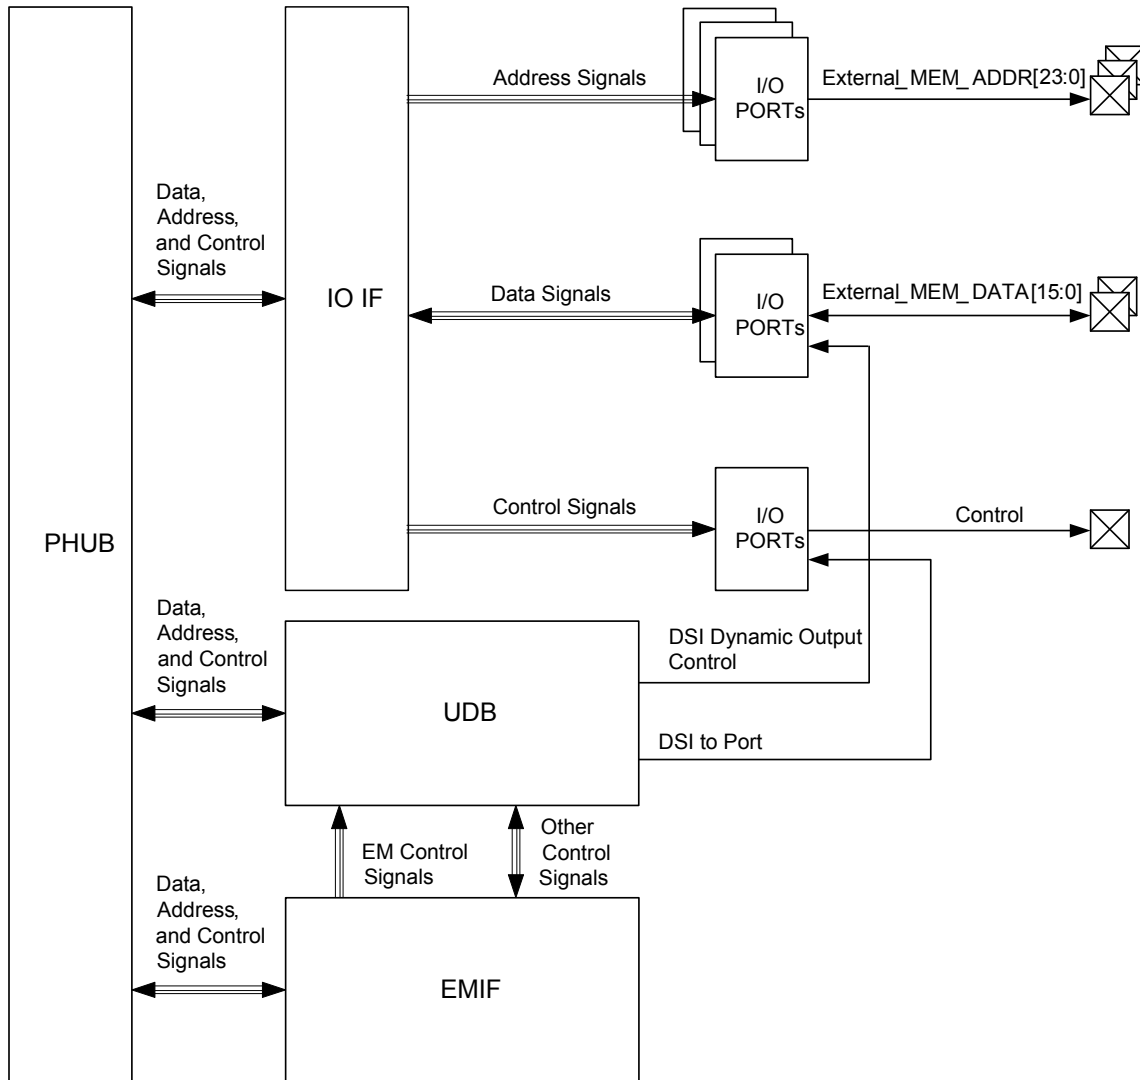 Address Signals
I/O
PORTs
External_MEM_ADDR[23:0]
Data,
Address,
and Control
Signals
IO IF
Data Signals
I/O
PORTs
External_MEM_DATA[15:0]
PHUB
Control Signals
I/O
PORTs
Control
Data,
Address,
and Control
Signals
UDB
DSI Dynamic Output
Control
DSI to Port
EM Control
Signals
Other
Control
Signals
Data,
Address,
and Control
Signals
EMIF